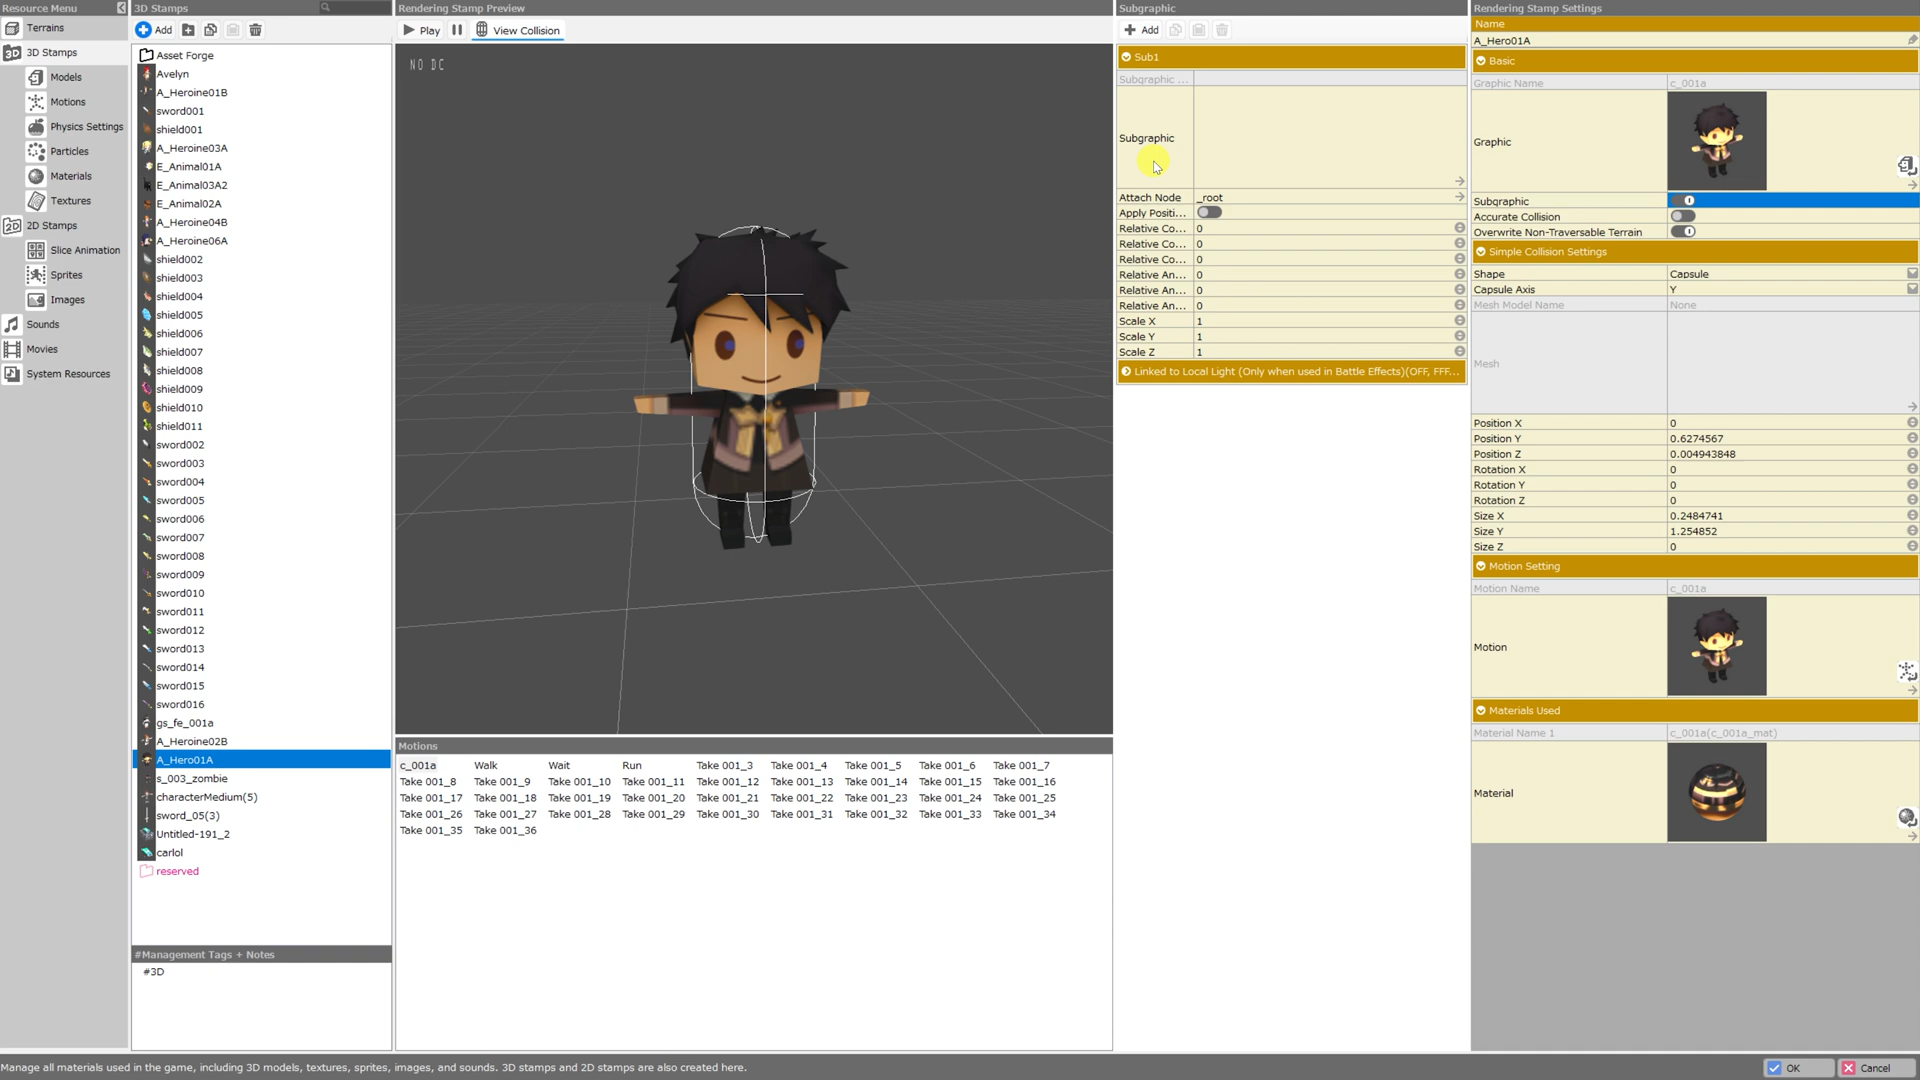 Resource Menu
Terrains
3D Stamps
Models
Motions
Physics Settings
Particles
Materials
Textures
2D Stamps
Slice Animation
Sprites
Images
Sounds
Movies
System Resources
3D Stamps
Add
Asset Forge
Avelyn
A_Heroine01B
sword001
shield001
A_Heroine03A
E_Animal01A
E_Animal03A2
E_Animal02A
A_Heroine04B
A_Heroine06A
shield002
shield003
shield004
shield005
shield006
shield007
shield008
shield009
shield010
shield011
sword002
sword003
sword004
sword005
sword006
sword007
sword008
sword009
sword010
sword011
sword012
sword013
sword014
sword015
sword016
gs_fe_001a
A_Heroine02B
A_Hero01A
s_003_zombie
characterMedium(5)
sword_05(3)
Untitled-191_2
carlol
reserved
#Management Tags + Notes
#3D
Rendering Stamp Preview
Play View Collision
NO DC
Motions
c_001a Walk Wait Run Take 001_3 Take 001_4 Take 001_5 Take 001_6 Take 001_7
Take 001_8 Take 001_9 Take 001_10 Take 001_11 Take 001_12 Take 001_13 Take 001_14 Take 001_15 Take 001_16
Take 001_17 Take 001_18 Take 001_19 Take 001_20 Take 001_21 Take 001_22 Take 001_23 Take 001_24 Take 001_25
Take 001_26 Take 001_27 Take 001_28 Take 001_29 Take 001_30 Take 001_31 Take 001_32 Take 001_33 Take 001_34
Take 001_35 Take 001_36
Subgraphic
Add
Sub1
Subgraphic ...
Subgraphic
Attach Node _root
Apply Positi...
Relative Co... 0
Relative Co... 0
Relative Co... 0
Relative An... 0
Relative An... 0
Relative An... 0
Scale X 1
Scale Y 1
Scale Z 1
Linked to Local Light (Only when used in Battle Effects)(OFF, FFF...
Rendering Stamp Settings
Name
A_Hero01A
Basic
Graphic Name c_001a
Graphic
Subgraphic
Accurate Collision
Overwrite Non-Traversable Terrain
Simple Collision Settings
Shape Capsule
Capsule Axis Y
Mesh Model Name None
Mesh
Position X 0
Position Y 0.6274567
Position Z 0.004943848
Rotation X 0
Rotation Y 0
Rotation Z 0
Size X 0.2484741
Size Y 1.254852
Size Z 0
Motion Setting
Motion Name c_001a
Motion
Materials Used
Material Name 1 c_001a(c_001a_mat)
Material
Manage all materials used in the game, including 3D models, textures, sprites, images, and sounds. 3D stamps and 2D stamps are also created here.
OK Cancel